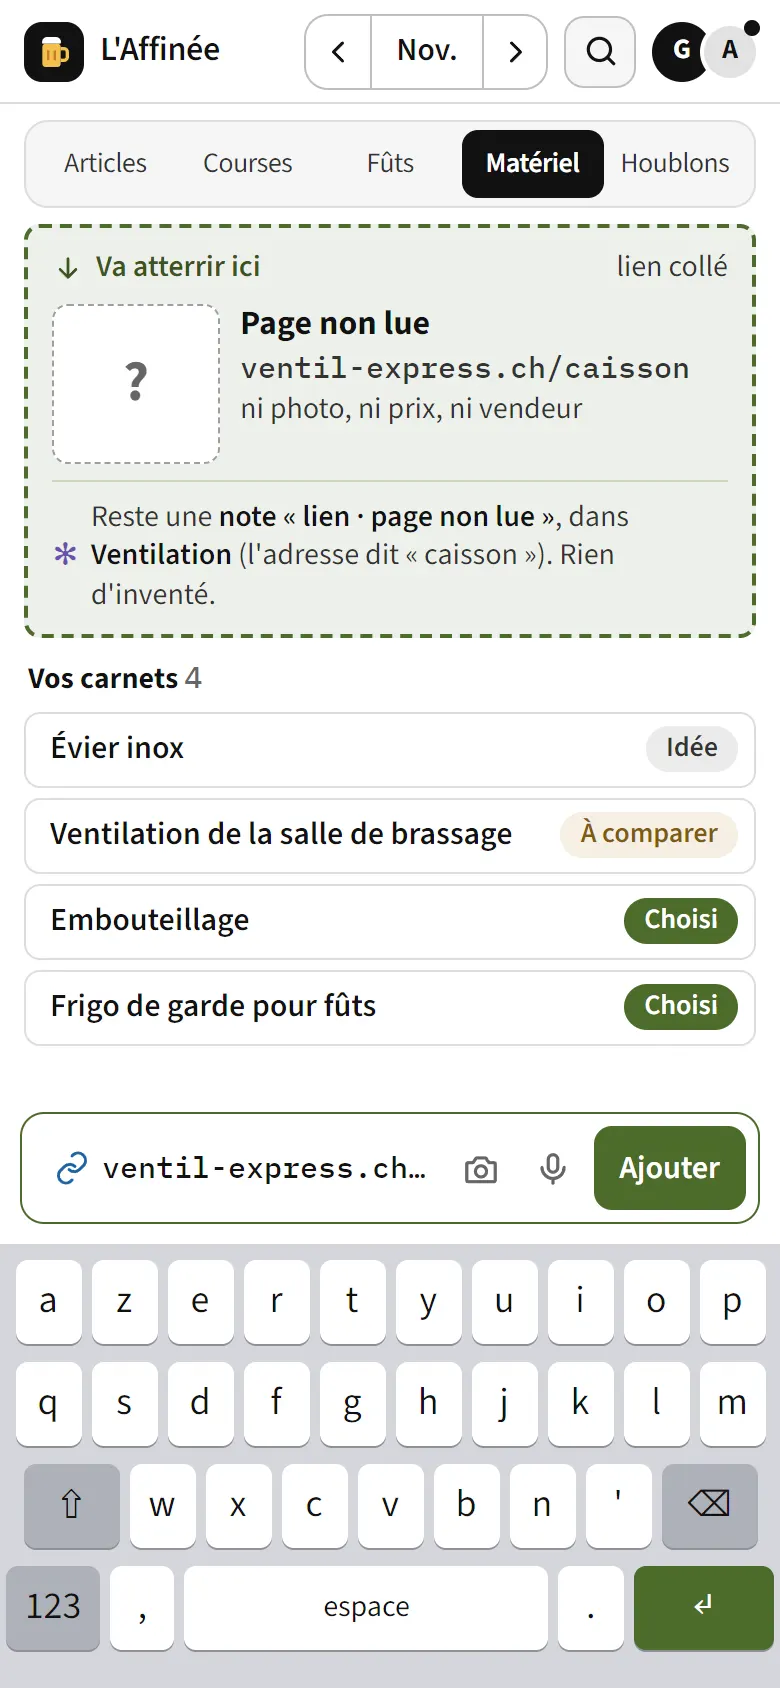 L'Affinée
Nov.
G
A
Articles
Courses
Fûts
Matériel
Houblons
Va atterrir ici
lien collé
?
Page non lue
ventil-express.ch/caisson
ni photo, ni prix, ni vendeur
Reste une note « lien · page non lue », dans
Ventilation (l'adresse dit « caisson »). Rien
d'inventé.
Vos carnets 4
Évier inox
Idée
Ventilation de la salle de brassage
À comparer
Embouteillage
Choisi
Frigo de garde pour fûts
Choisi
ventil-express.ch…
Ajouter
a z e r t y u i o p
q s d f g h j k l m
⇧ w x c v b n ' ⌫
123 , espace . ↵